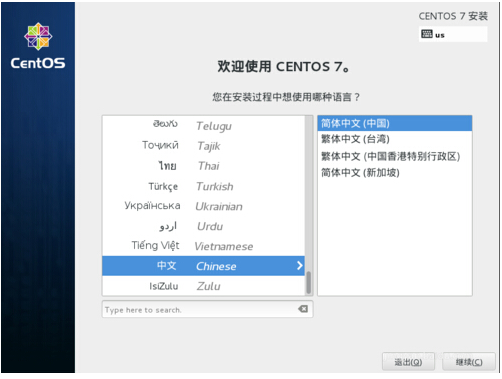 CENTOS 7 安装
us
CentOS
欢迎使用 CENTOS 7。
您在安装过程中想使用哪种语言？
తెలుగు Telugu
Тоҷикӣ Tajik
ไทย Thai
Türkçe Turkish
Українська Ukrainian
اردو Urdu
Tiếng Việt Vietnamese
中文 Chinese
IsiZulu Zulu
简体中文 (中国)
繁体中文 (台湾)
繁体中文 (中国香港特别行政区)
简体中文 (新加坡)
Type here to search.
退出(Q)
继续(C)